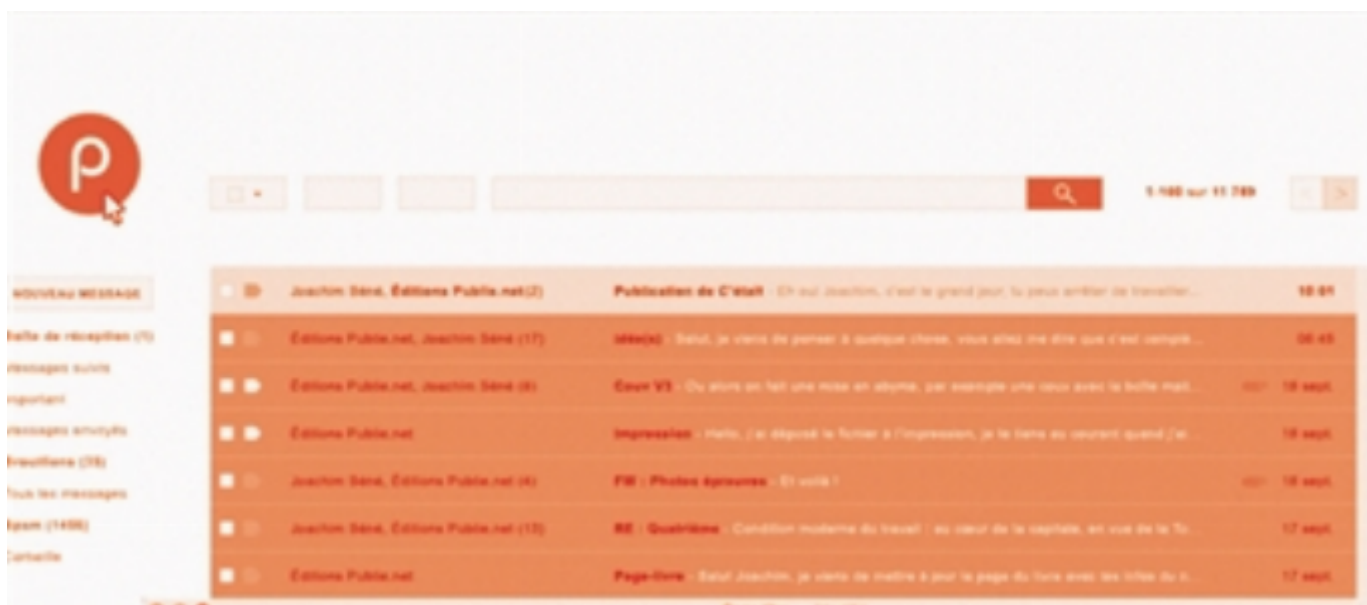 p
1-100 sur 11 789
NOUVEAU MESSAGE
Boîte de réception (1)
Messages suivis
Important
Messages envoyés
Brouillons
Tous les messages
Spam
Corbeille
Joachim Séné, Éditions Publie.net(2) Publication de C'était - Eh oui Joachim, c'est le grand jour, tu peux arrêter de travailler... 10:01
Éditions Publie.net, Joachim Séné (17) Idée(s) - Salut, je viens de penser à quelque chose, vous allez me dire que c'est compliqué...
Éditions Publie.net, Joachim Séné Couv V3 - Ou alors on fait une mise en abyme, par exemple une couv avec la boîte mail... 18 sept.
Éditions Publie.net Impression - Hello, j'ai déposé le fichier à l'impression, je te tiens au courant quand j'ai... 18 sept.
Joachim Séné, Éditions Publie.net (4) FW : Photos épreuves - Et voilà ! 18 sept.
Joachim Séné, Éditions Publie.net (13) RE : Quatrième - Condition moderne du travail : au cœur de la capitale, en vue de la To... 17 sept.
Éditions Publie.net Page-livre - Salut Joachim, je viens de mettre à jour la page du livre avec les infos du n... 17 sept.